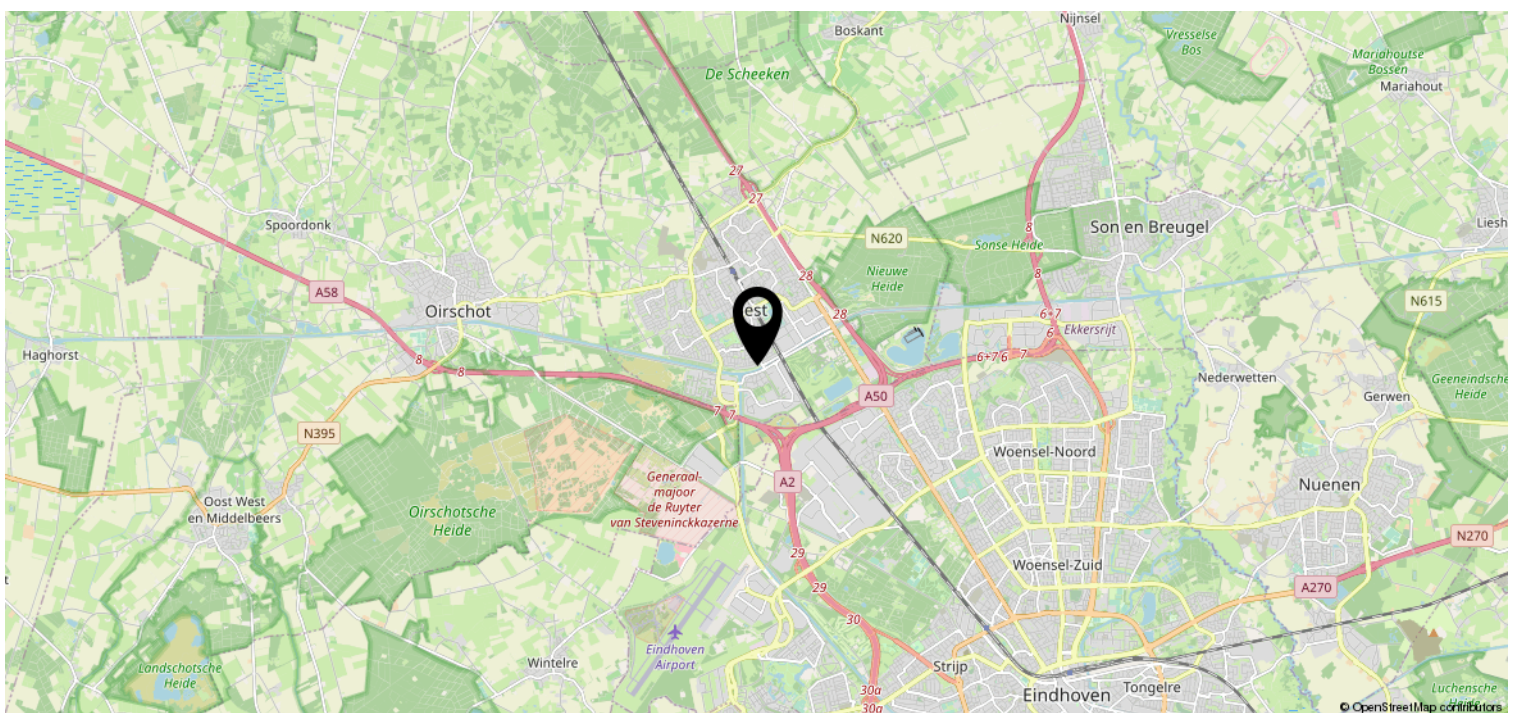 Nijnsel
Boskant
Vresselse
Bos
De Scheeken
Mariahoutse
Bossen
Mariahout
27
27
Spoordonk
Son en Breugel
Liesh
8
N620
Sonse Heide
Nieuwe
Heide
28
8
A58
Oirschot
est
28
6+7
N615
6
Ekkersrijt
Haghorst
8
8
6+7
6
7
Nederwetten
Geeneindsche
Heide
A50
Gerwen
7
7
N395
Woensel-Noord
Generaal-
majoor
de Ruyter
van Steveninckkazerne
A2
Nuenen
Oost West
en Middelbeers
Oirschotsche
Heide
N270
29
Woensel-Zuid
t
29
A270
30
Eindhoven
Airport
Wintelre
Strijp
Landschotsche
Heide
30a
30a
Eindhoven
Tongelre
Luchensche
Heide
© OpenStreetMap contributors